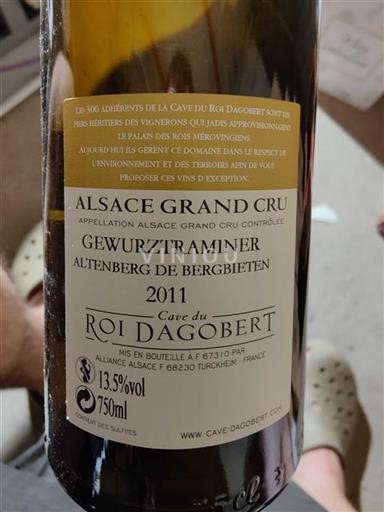 LES 300 ADHÉRENTS DE LA CAVE DU ROI DAGOBERT SONT LES
FIERS HÉRITIERS DES VIGNERONS QUI JADIS APPROVISIONNAIENT
LE PALAIS DES ROIS MÉROVINGIENS.
AUJOURD'HUI ILS GÈRENT CE DOMAINE DANS LE RESPECT DE
L'ENVIRONNEMENT ET DES TERROIRS AFIN DE VOUS
PROPOSER CES VINS D'EXCEPTION.
ALSACE GRAND CRU
APPELLATION ALSACE GRAND CRU CONTRÔLÉE
GEWURZTRAMINER
VINIOU
ALTENBERG DE BERGBIETEN
2011
Cave du
ROI DAGOBERT
MIS EN BOUTEILLE À F 67310 PAR
ALLIANCE ALSACE F 68230 TURCKHEIM - FRANCE
13.5%vol
750ml
CONTIENT DES SULFITES
WWW.CAVE-DAGOBERT.COM
5cl